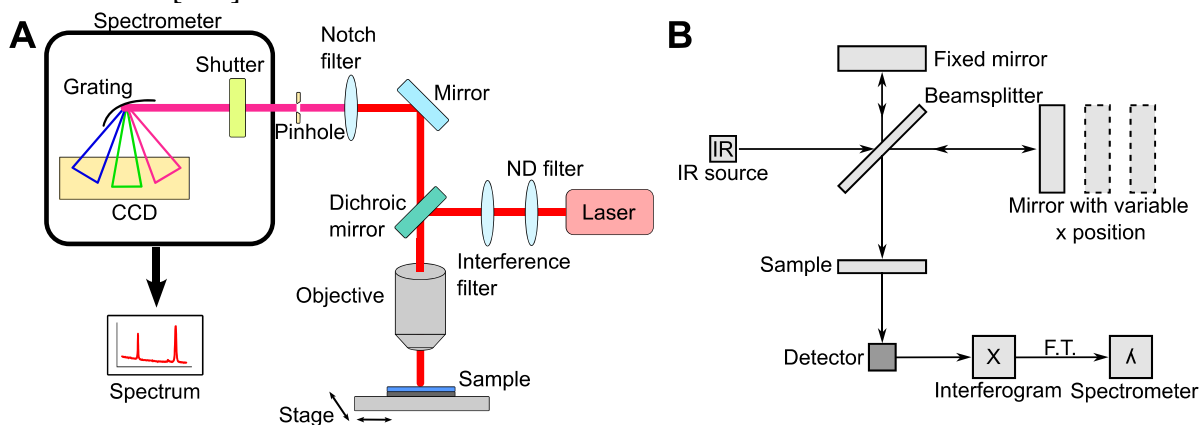 A
Spectrometer
Shutter
Grating
CCD
Pinhole
Notch
filter
Mirror
ND filter
Dichroic
mirror
Laser
Interference
filter
Objective
Sample
Stage
Spectrum
B
Fixed mirror
Beamsplitter
IR
IR source
Mirror with variable
x position
Sample
Detector
X
F.T.
Interferogram
Spectrometer